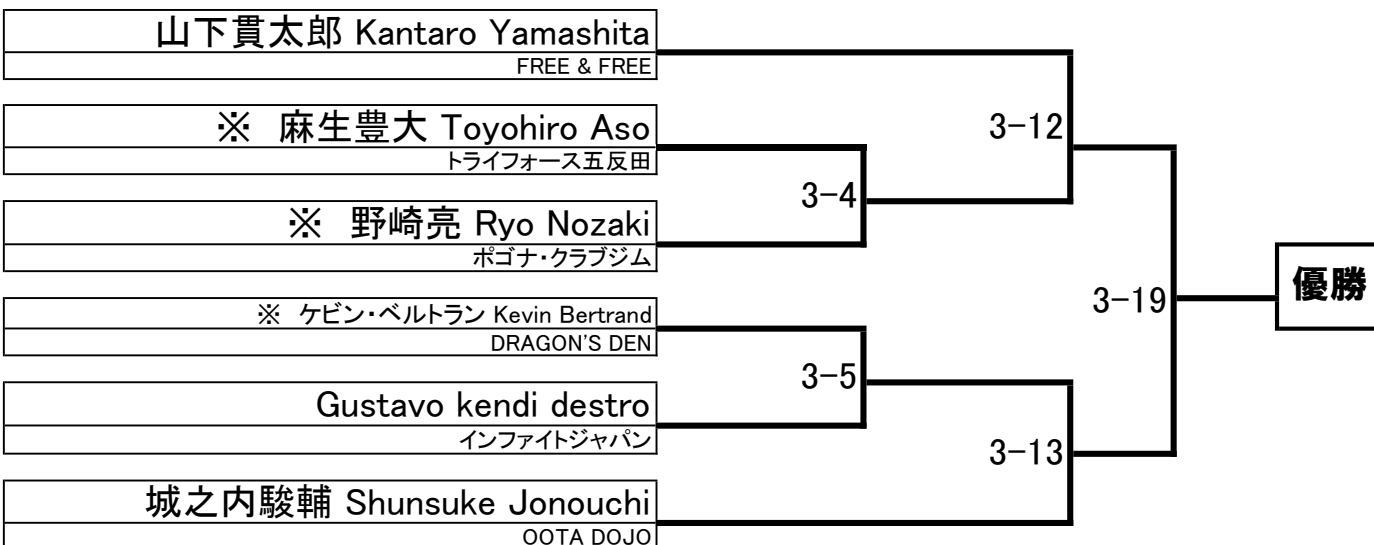 山下貫太郎 Kantaro Yamashita
FREE & FREE
※ 麻生豊大 Toyohiro Aso
トライフォース五反田
※ 野崎亮 Ryo Nozaki
ポゴナ・クラブジム
※ ケビン・ベルトラン Kevin Bertrand
DRAGON'S DEN
Gustavo kendi destro
インファイトジャパン
城之内駿輔 Shunsuke Jonouchi
OOTA DOJO
3-4
3-5
3-12
3-13
3-19
優勝